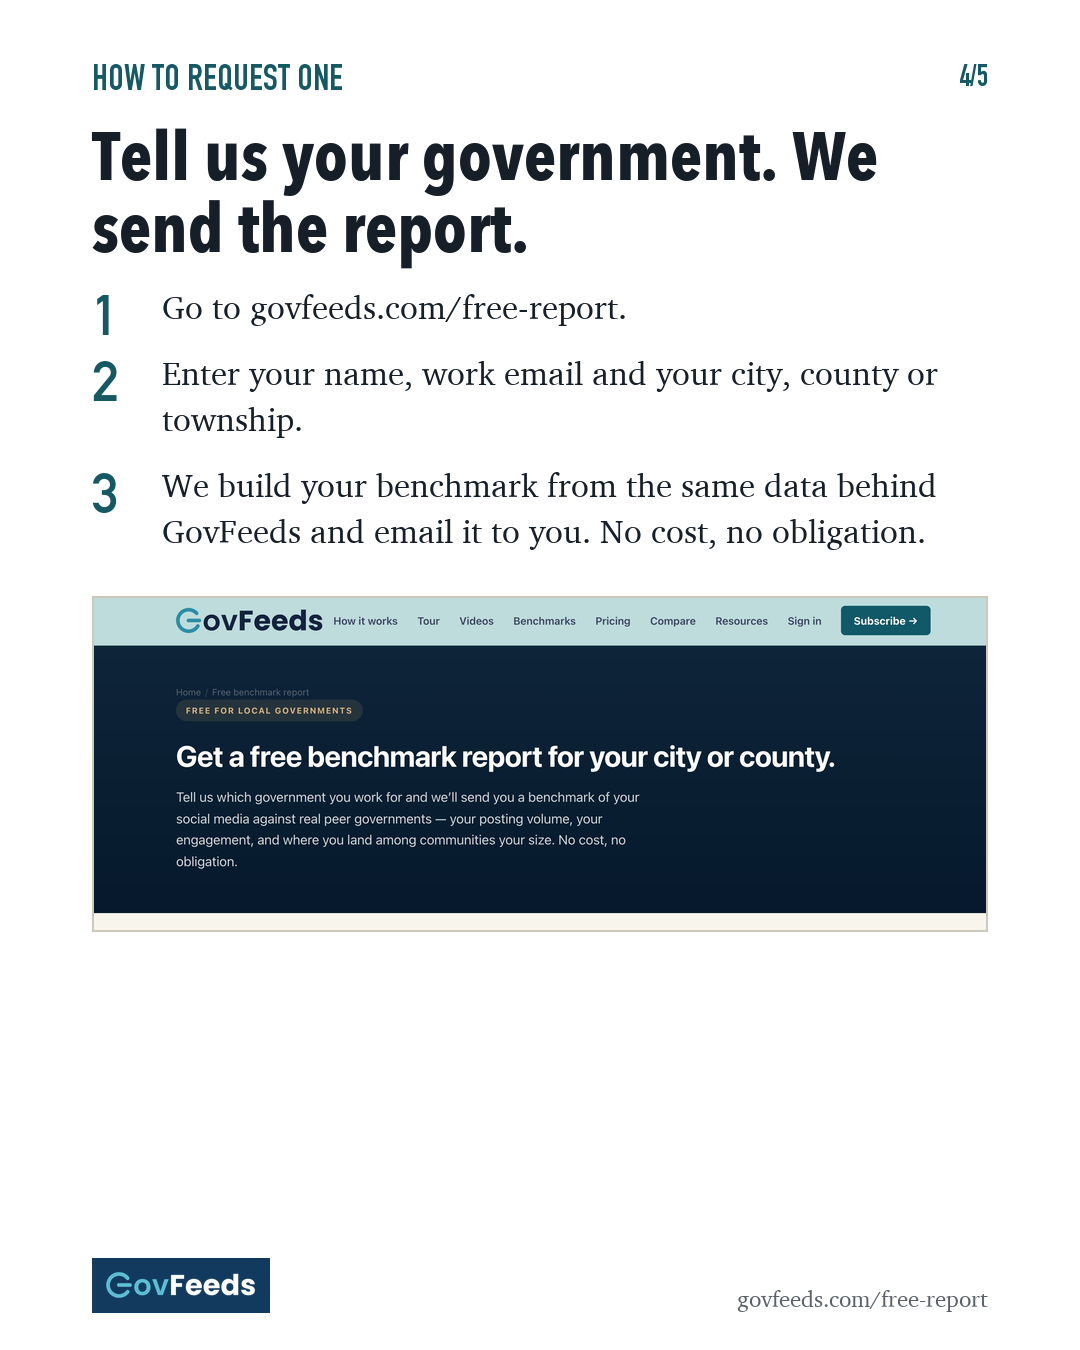 HOW TO REQUEST ONE
4/5
Tell us your government. We
send the report.
1 Go to govfeeds.com/free-report.
2 Enter your name, work email and your city, county or
township.
3 We build your benchmark from the same data behind
GovFeeds and email it to you. No cost, no obligation.
GovFeeds How it works Tour Videos Benchmarks Pricing Compare Resources Sign in Subscribe →
Home / Free benchmark report
FREE FOR LOCAL GOVERNMENTS
Get a free benchmark report for your city or county.
Tell us which government you work for and we’ll send you a benchmark of your
social media against real peer governments — your posting volume, your
engagement, and where you land among communities your size. No cost, no
obligation.
GovFeeds
govfeeds.com/free-report